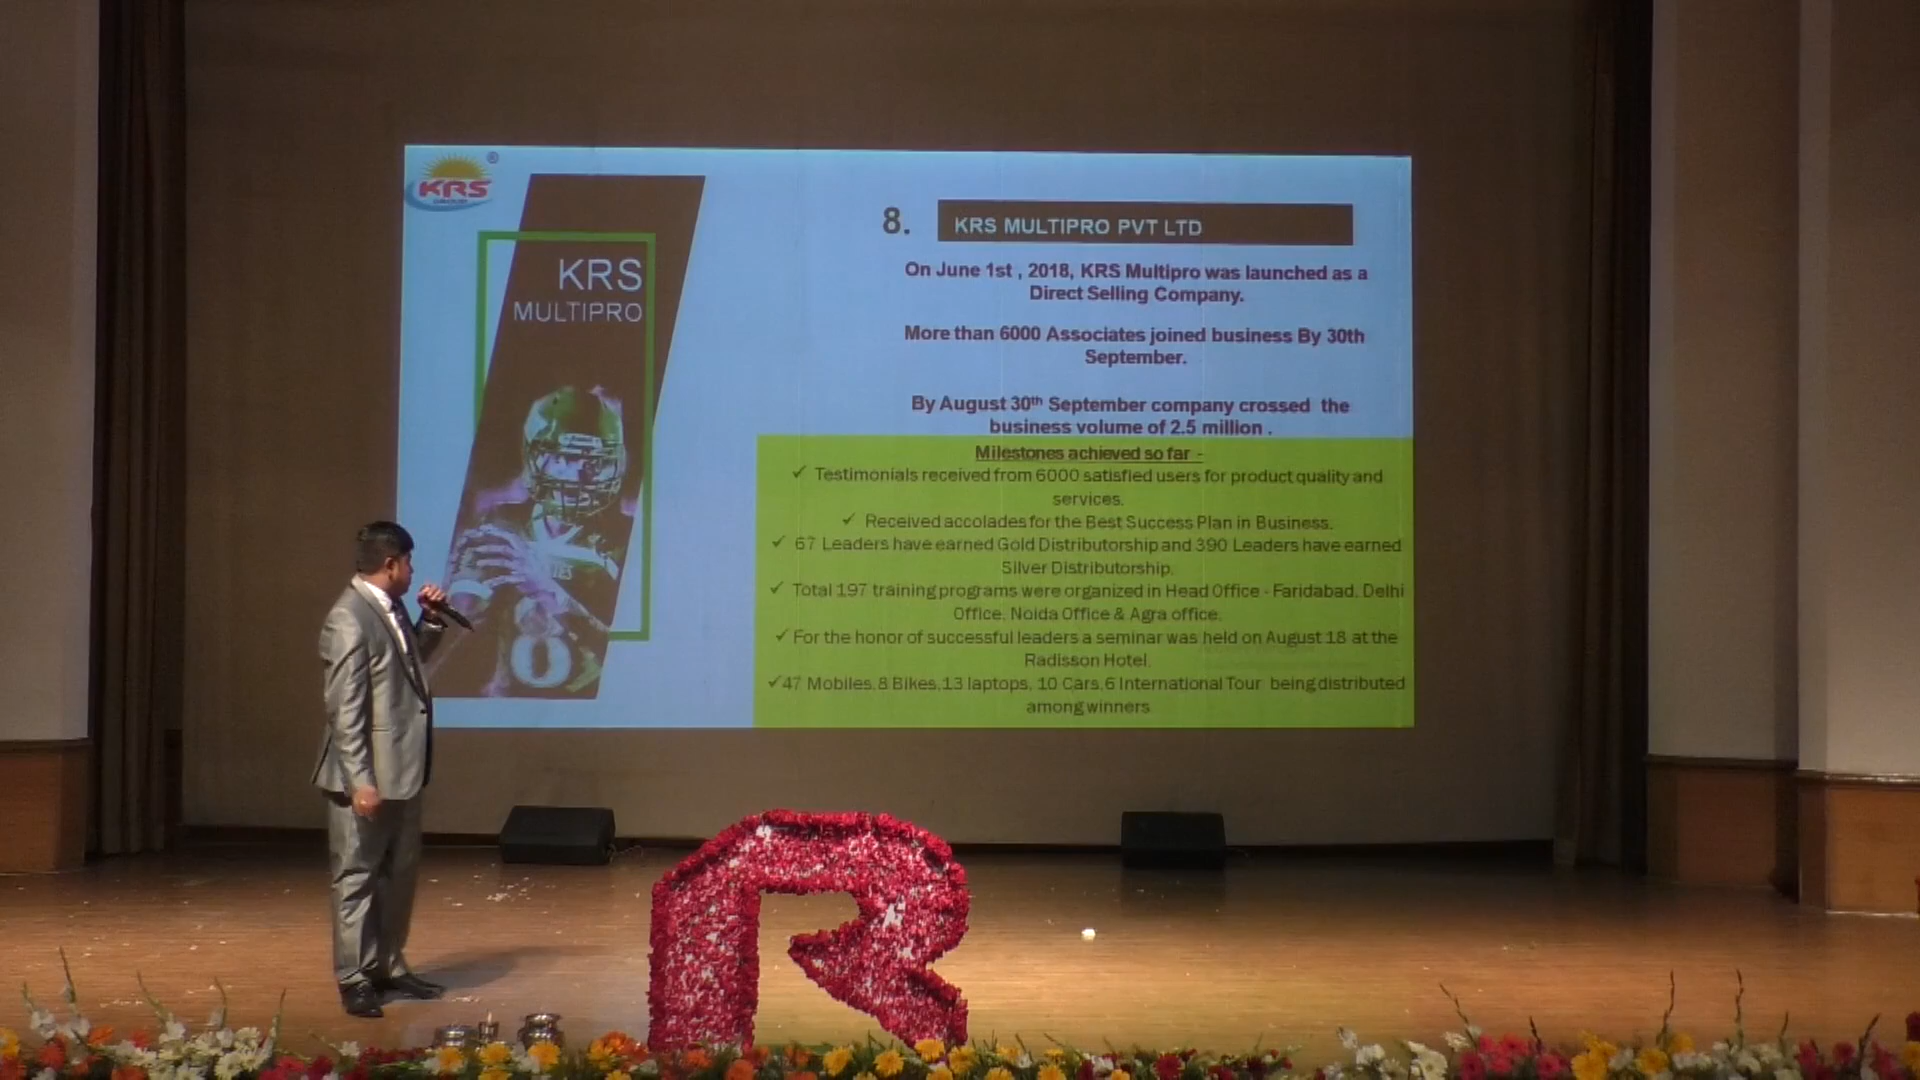 KRS
GROUP
®
KRS
MULTIPRO
8.
KRS MULTIPRO PVT LTD
On June 1st , 2018, KRS Multipro was launched as a
Direct Selling Company.
More than 6000 Associates joined business By 30th
September.
By August 30th September company crossed the
business volume of 2.5 million .
Milestones achieved so far -
✓ Testimonials received from 6000 satisfied users for product quality and
services.
✓ Received accolades for the Best Success Plan in Business.
✓ 67 Leaders have earned Gold Distributorship and 390 Leaders have earned
Silver Distributorship.
✓ Total 197 training programs were organized in Head Office - Faridabad, Delhi
Office, Noida Office & Agra office.
✓ For the honor of successful leaders a seminar was held on August 18 at the
Radisson Hotel.
✓ 47 Mobiles,8 Bikes,13 laptops, 10 Cars,6 International Tour being distributed
among winners
8
R